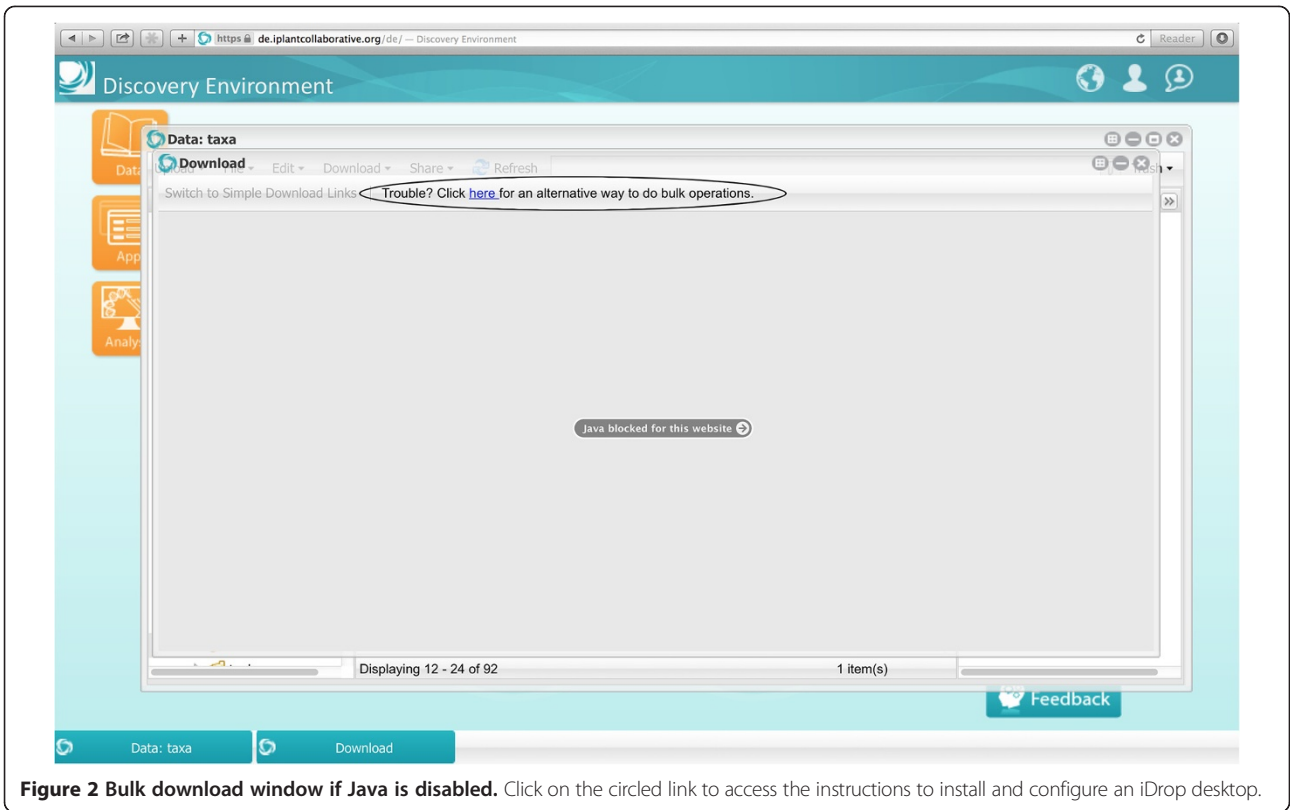 https de.iplantcollaborative.org/de/ — Discovery Environment
Reader
Discovery Environment
Data: taxa
Download
Data
Edit
Download
Share
Refresh
Switch to Simple Download Links
Trouble? Click here for an alternative way to do bulk operations.
App
Java blocked for this website
Analy
Displaying 12 - 24 of 92
1 item(s)
Feedback
Data: taxa
Download
Figure 2 Bulk download window if Java is disabled. Click on the circled link to access the instructions to install and configure an iDrop desktop.